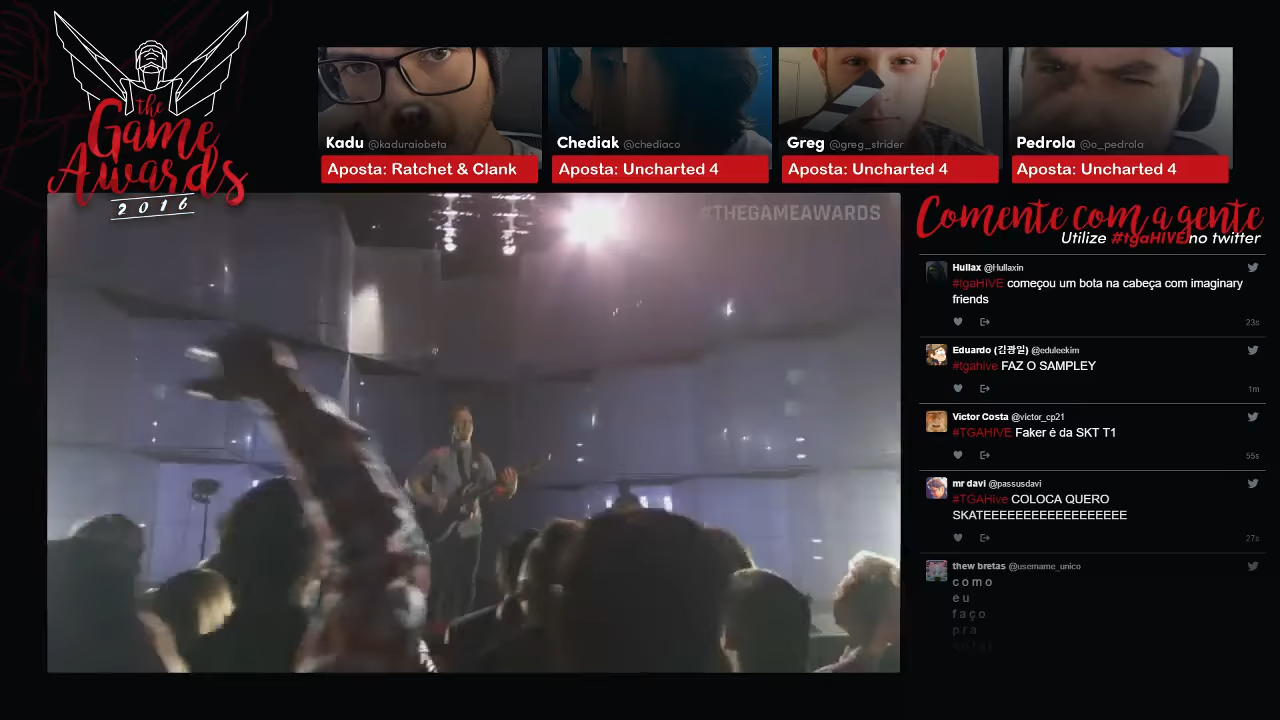 the
Game
Awards
2016
Kadu @kaduraiobeta
Aposta: Ratchet & Clank
Chediak @chediaco
Aposta: Uncharted 4
Greg @greg_strider
Aposta: Uncharted 4
Pedrola @o_pedrola
Aposta: Uncharted 4
#THEGAMEAWARDS
Comente com a gente
Utilize #tgaHIVE no twitter
Hullax @Hullaxin
#tgaHIVE começou um bota na cabeça com imaginary
friends
23s
Eduardo (김광일) @eduleekim
#tgahive FAZ O SAMPLEY
1m
Victor Costa @victor_cp21
#TGAHIVE Faker é da SKT T1
55s
mr davi @passusdavi
#TGAHive COLOCA QUERO
SKATEEEEEEEEEEEEEEEEEE
27s
thew bretas @username_unico
c o m o
e u
f a ç o
p r a